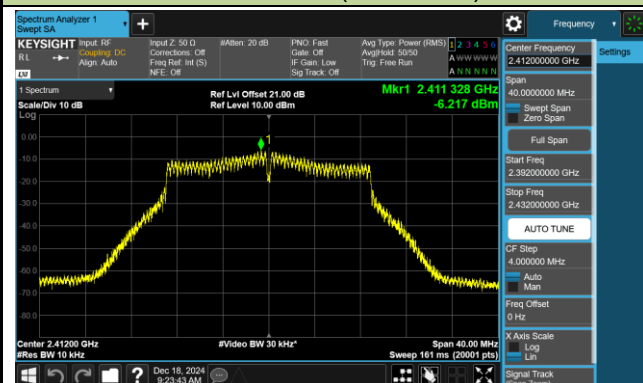 Spectrum Analyzer 1
Swept SA
Frequency
KEYSIGHT Input: RF
RL
Coupling: DC
Align: Auto
LXI
Input Z: 50 Ω
Corrections: Off
Freq Ref: Int (S)
NFE: Off
#Atten: 20 dB
PNO: Fast
Gate: Off
IF Gain: Low
Sig Track: Off
Avg Type: Power (RMS)
Avg|Hold: 50/50
Trig: Free Run
1 2 3 4 5 6
A W W W W W
A N N N N N
1 Spectrum
Scale/Div 10 dB
Log
Ref Lvl Offset 21.00 dB
Ref Level 10.00 dBm
Mkr1 2.411 328 GHz
-6.217 dBm
1
0.00
-10.0
-20.0
-30.0
-40.0
-50.0
-60.0
-70.0
-80.0
Center 2.41200 GHz
#Res BW 10 kHz
#Video BW 30 kHz*
Span 40.00 MHz
Sweep 161 ms (20001 pts)
Dec 18, 2024
9:23:43 AM
Center Frequency
2.412000000 GHz
Settings
Span
40.0000000 MHz
Swept Span
Zero Span
Full Span
Start Freq
2.392000000 GHz
Stop Freq
2.432000000 GHz
AUTO TUNE
CF Step
4.000000 MHz
Auto
Man
Freq Offset
0 Hz
X Axis Scale
Log
Lin
Signal Track